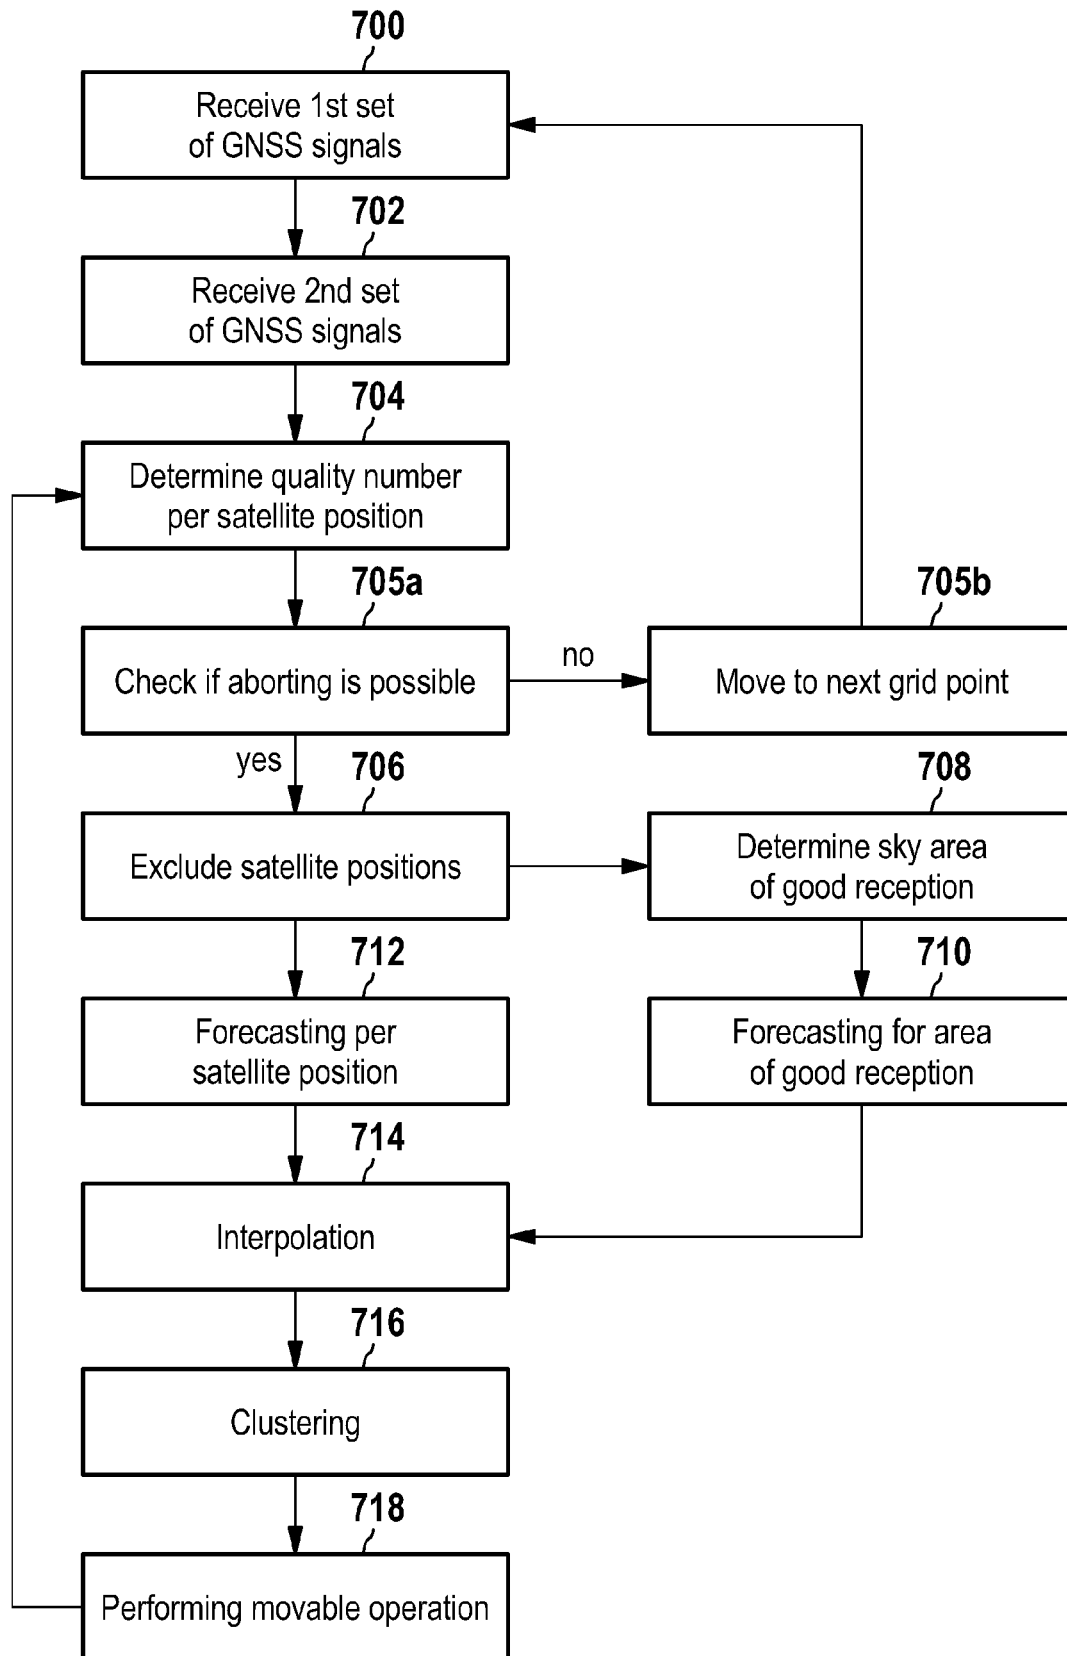 700
Receive 1st set
of GNSS signals
702
Receive 2nd set
of GNSS signals
704
Determine quality number
per satellite position
705a
705b
Check if aborting is possible
no
Move to next grid point
yes
706
708
Exclude satellite positions
Determine sky area
of good reception
712
710
Forecasting per
satellite position
Forecasting for area
of good reception
714
Interpolation
716
Clustering
718
Performing movable operation